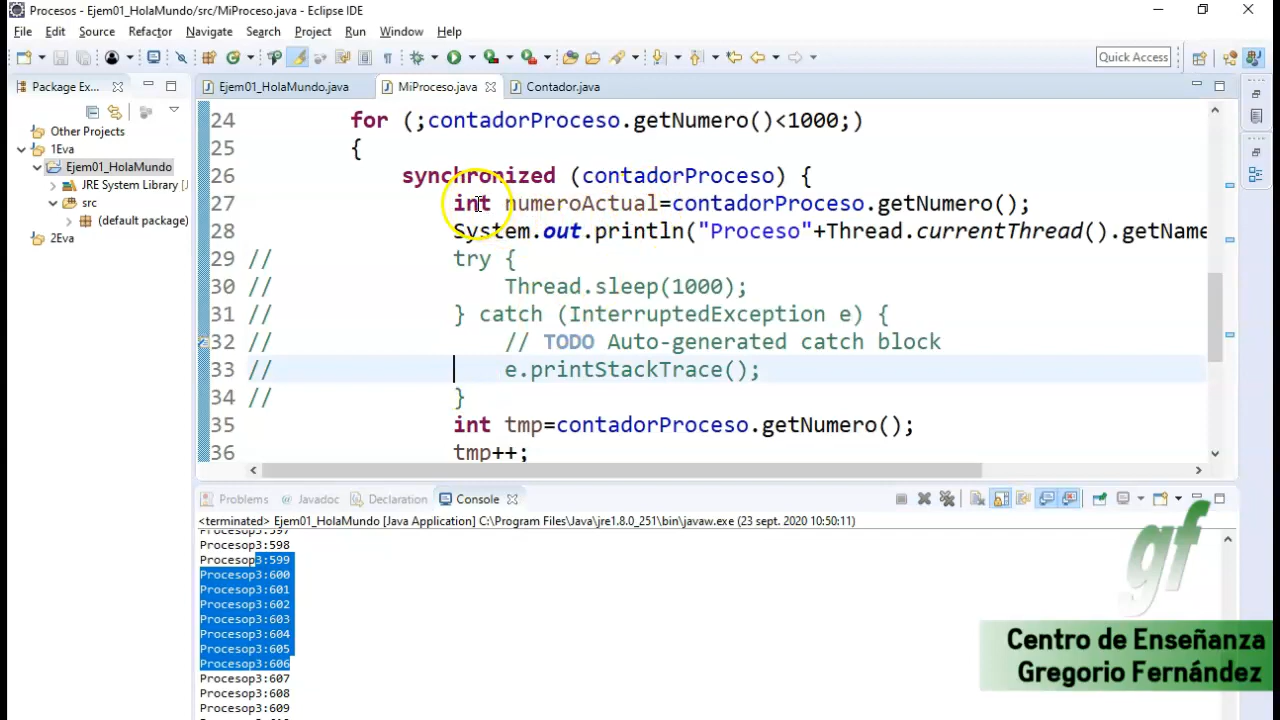 Procesos - Ejem01_HolaMundo/src/MiProceso.java - Eclipse IDE
File Edit Source Refactor Navigate Search Project Run Window Help
Quick Access
Package Ex...
Ejem01_HolaMundo.java MiProceso.java Contador.java
Other Projects
1Eva
Ejem01_HolaMundo
JRE System Library [
src
(default package)
2Eva
24 for (;contadorProceso.getNumero()<1000;)
25 {
26 synchronized (contadorProceso) {
27 int numeroActual=contadorProceso.getNumero();
28 System.out.println("Proceso"+Thread.currentThread().getName
29 // try {
30 // Thread.sleep(1000);
31 // } catch (InterruptedException e) {
32 // // TODO Auto-generated catch block
33 // e.printStackTrace();
34 // }
35 int tmp=contadorProceso.getNumero();
36 tmp++;
Problems @ Javadoc Declaration Console
<terminated> Ejem01_HolaMundo [Java Application] C:\Program Files\Java\jre1.8.0_251\bin\javaw.exe (23 sept. 2020 10:50:11)
Procesop3:597
Procesop3:598
Procesop3:599
Procesop3:600
Procesop3:601
Procesop3:602
Procesop3:603
Procesop3:604
Procesop3:605
Procesop3:606
Procesop3:607
Procesop3:608
Procesop3:609
gf
Centro de Enseñanza
Gregorio Fernández